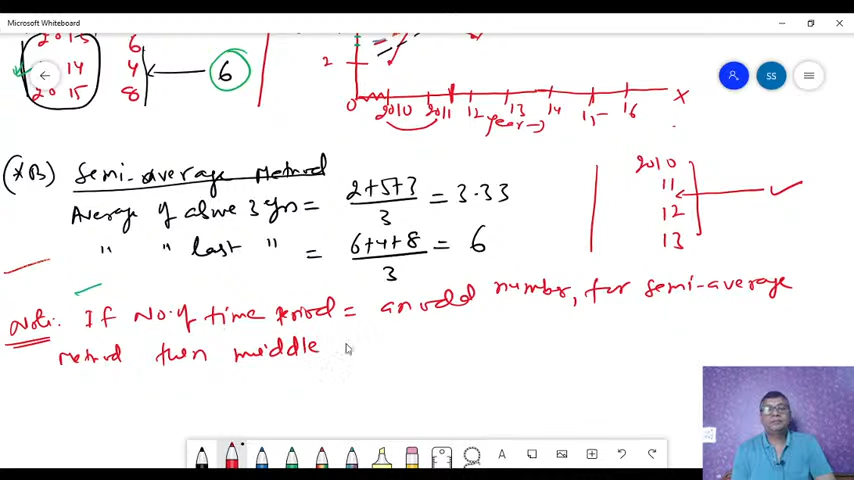 Microsoft Whiteboard
2013 6
14 4
2015 8
6
2
0 2010 2011 12 13 14 15 16 X
year→
SS
(*B) Semi-average Method
Average of above 3 yrs = 2+5+3/3 = 3.33
" " last " = 6+4+8/3 = 6
2010
11
12
13
Note: If No. of time period = an odd number, for semi-average
Method then middle
A